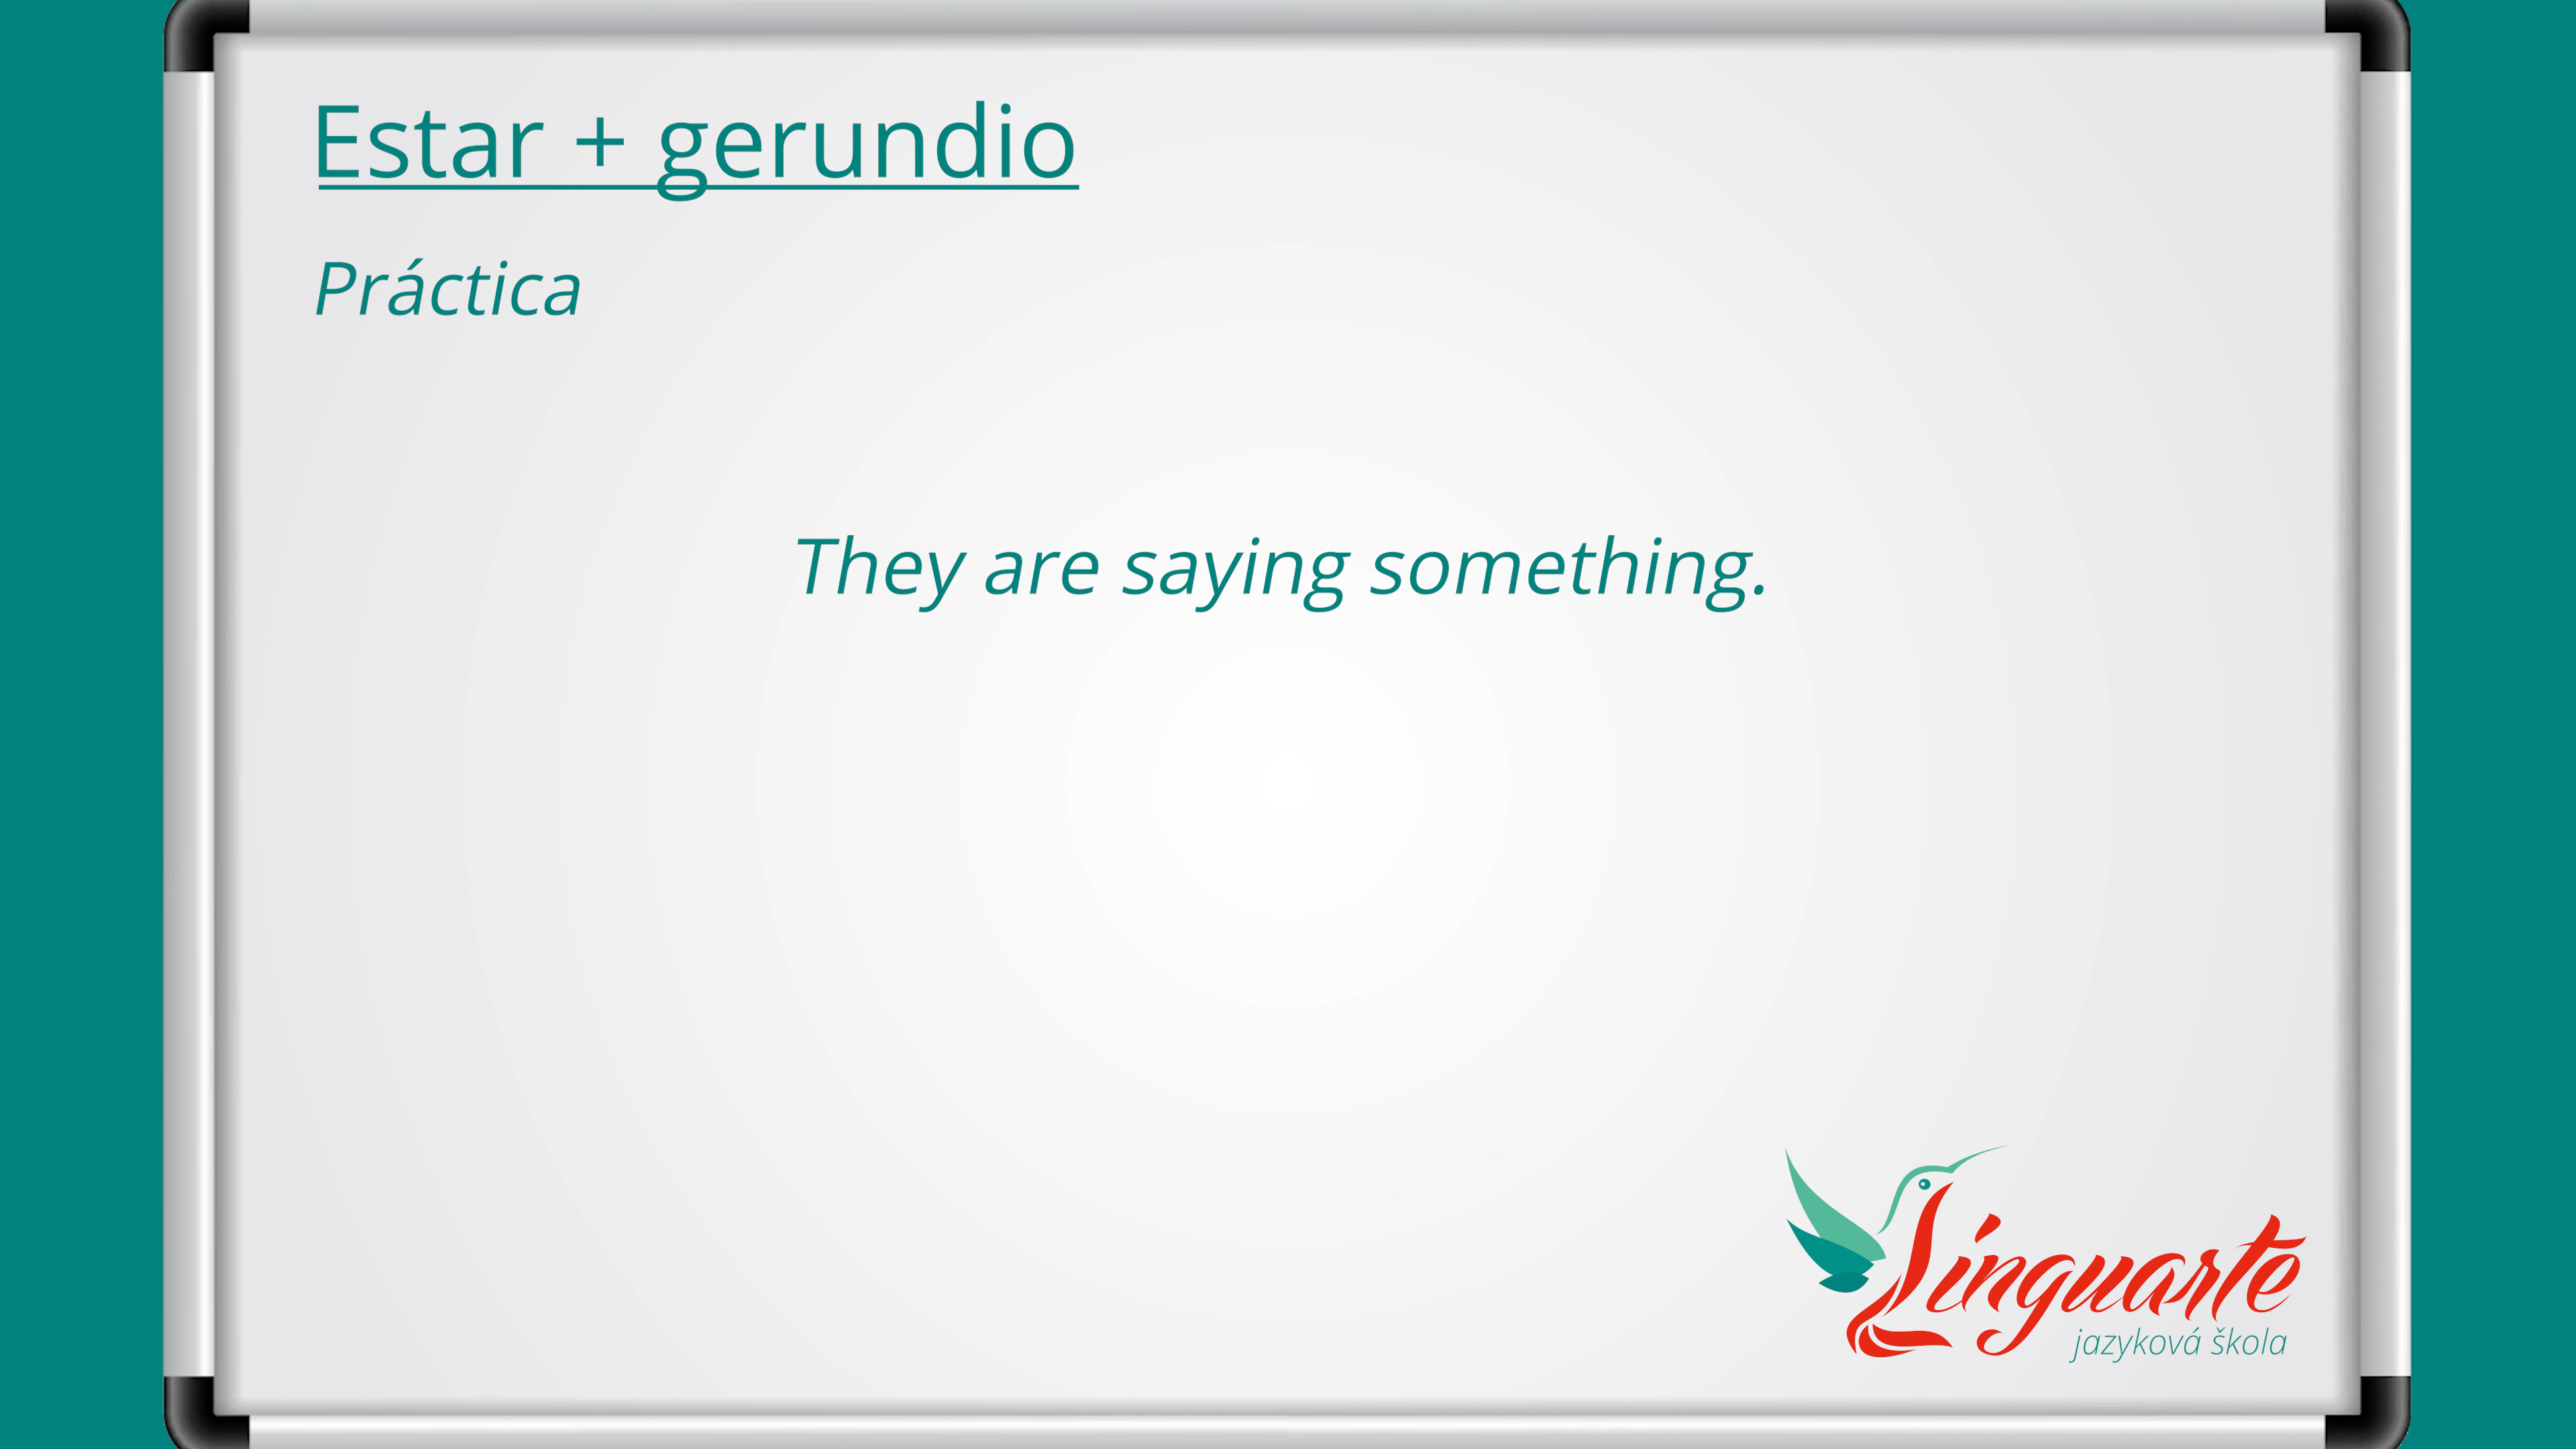 Estar + gerundio
Práctica
They are saying something.
Linguarte
jazyková škola